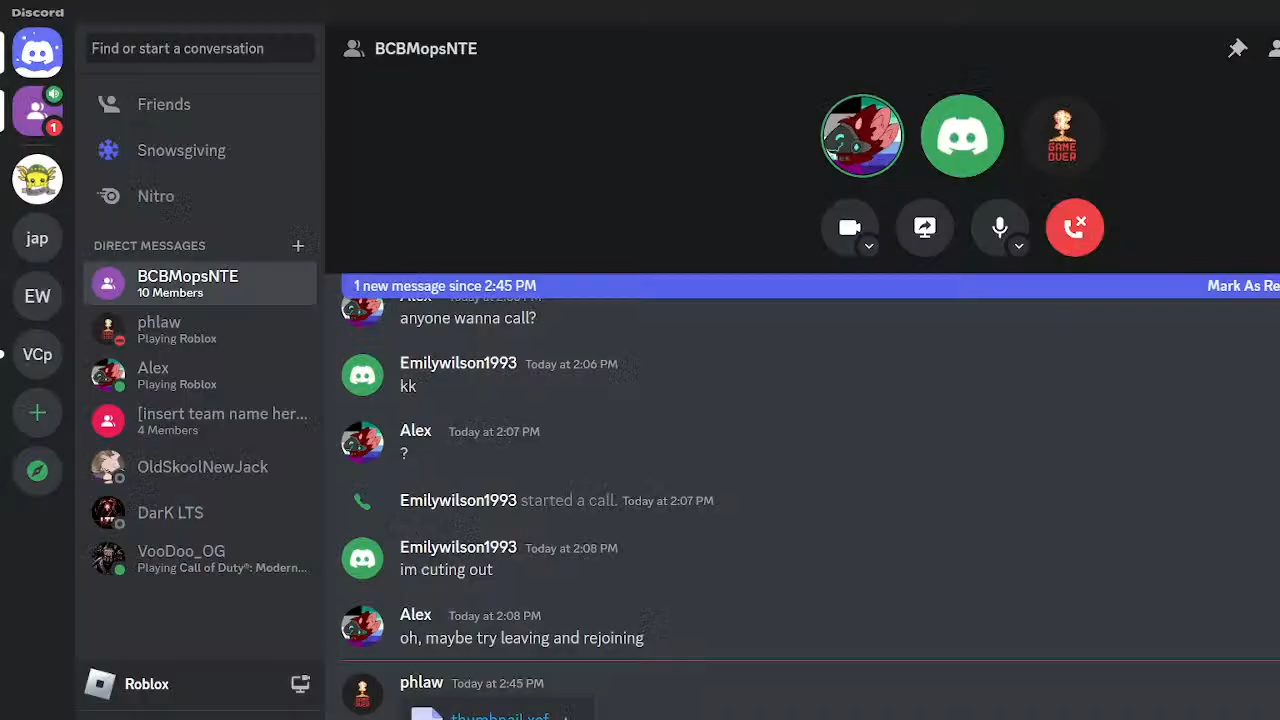 Discord
Find or start a conversation
BCBMopsNTE
1
Friends
GAME
OVER
Snowsgiving
Nitro
jap
DIRECT MESSAGES
BCBMopsNTE
10 Members
1 new message since 2:45 PM
Mark As Re
EW
anyone wanna call?
phlaw
Playing Roblox
VCp
Emilywilson1993 Today at 2:06 PM
kk
Alex
Playing Roblox
[insert team name her...
4 Members
Alex Today at 2:07 PM
?
OldSkoolNewJack
Emilywilson1993 started a call. Today at 2:07 PM
DarK LTS
VooDoo_OG
Playing Call of Duty®: Modern...
Emilywilson1993 Today at 2:08 PM
im cuting out
Alex Today at 2:08 PM
oh, maybe try leaving and rejoining
Roblox
phlaw Today at 2:45 PM
thumbnail.xcf